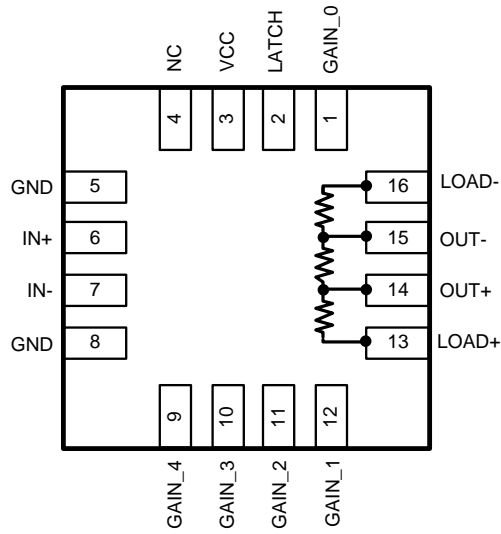 NC
VCC
LATCH
GAIN_0
4
3
2
1
GND
5
16
LOAD-
IN+
6
15
OUT-
IN-
7
14
OUT+
GND
8
13
LOAD+
9
10
11
12
GAIN_4
GAIN_3
GAIN_2
GAIN_1